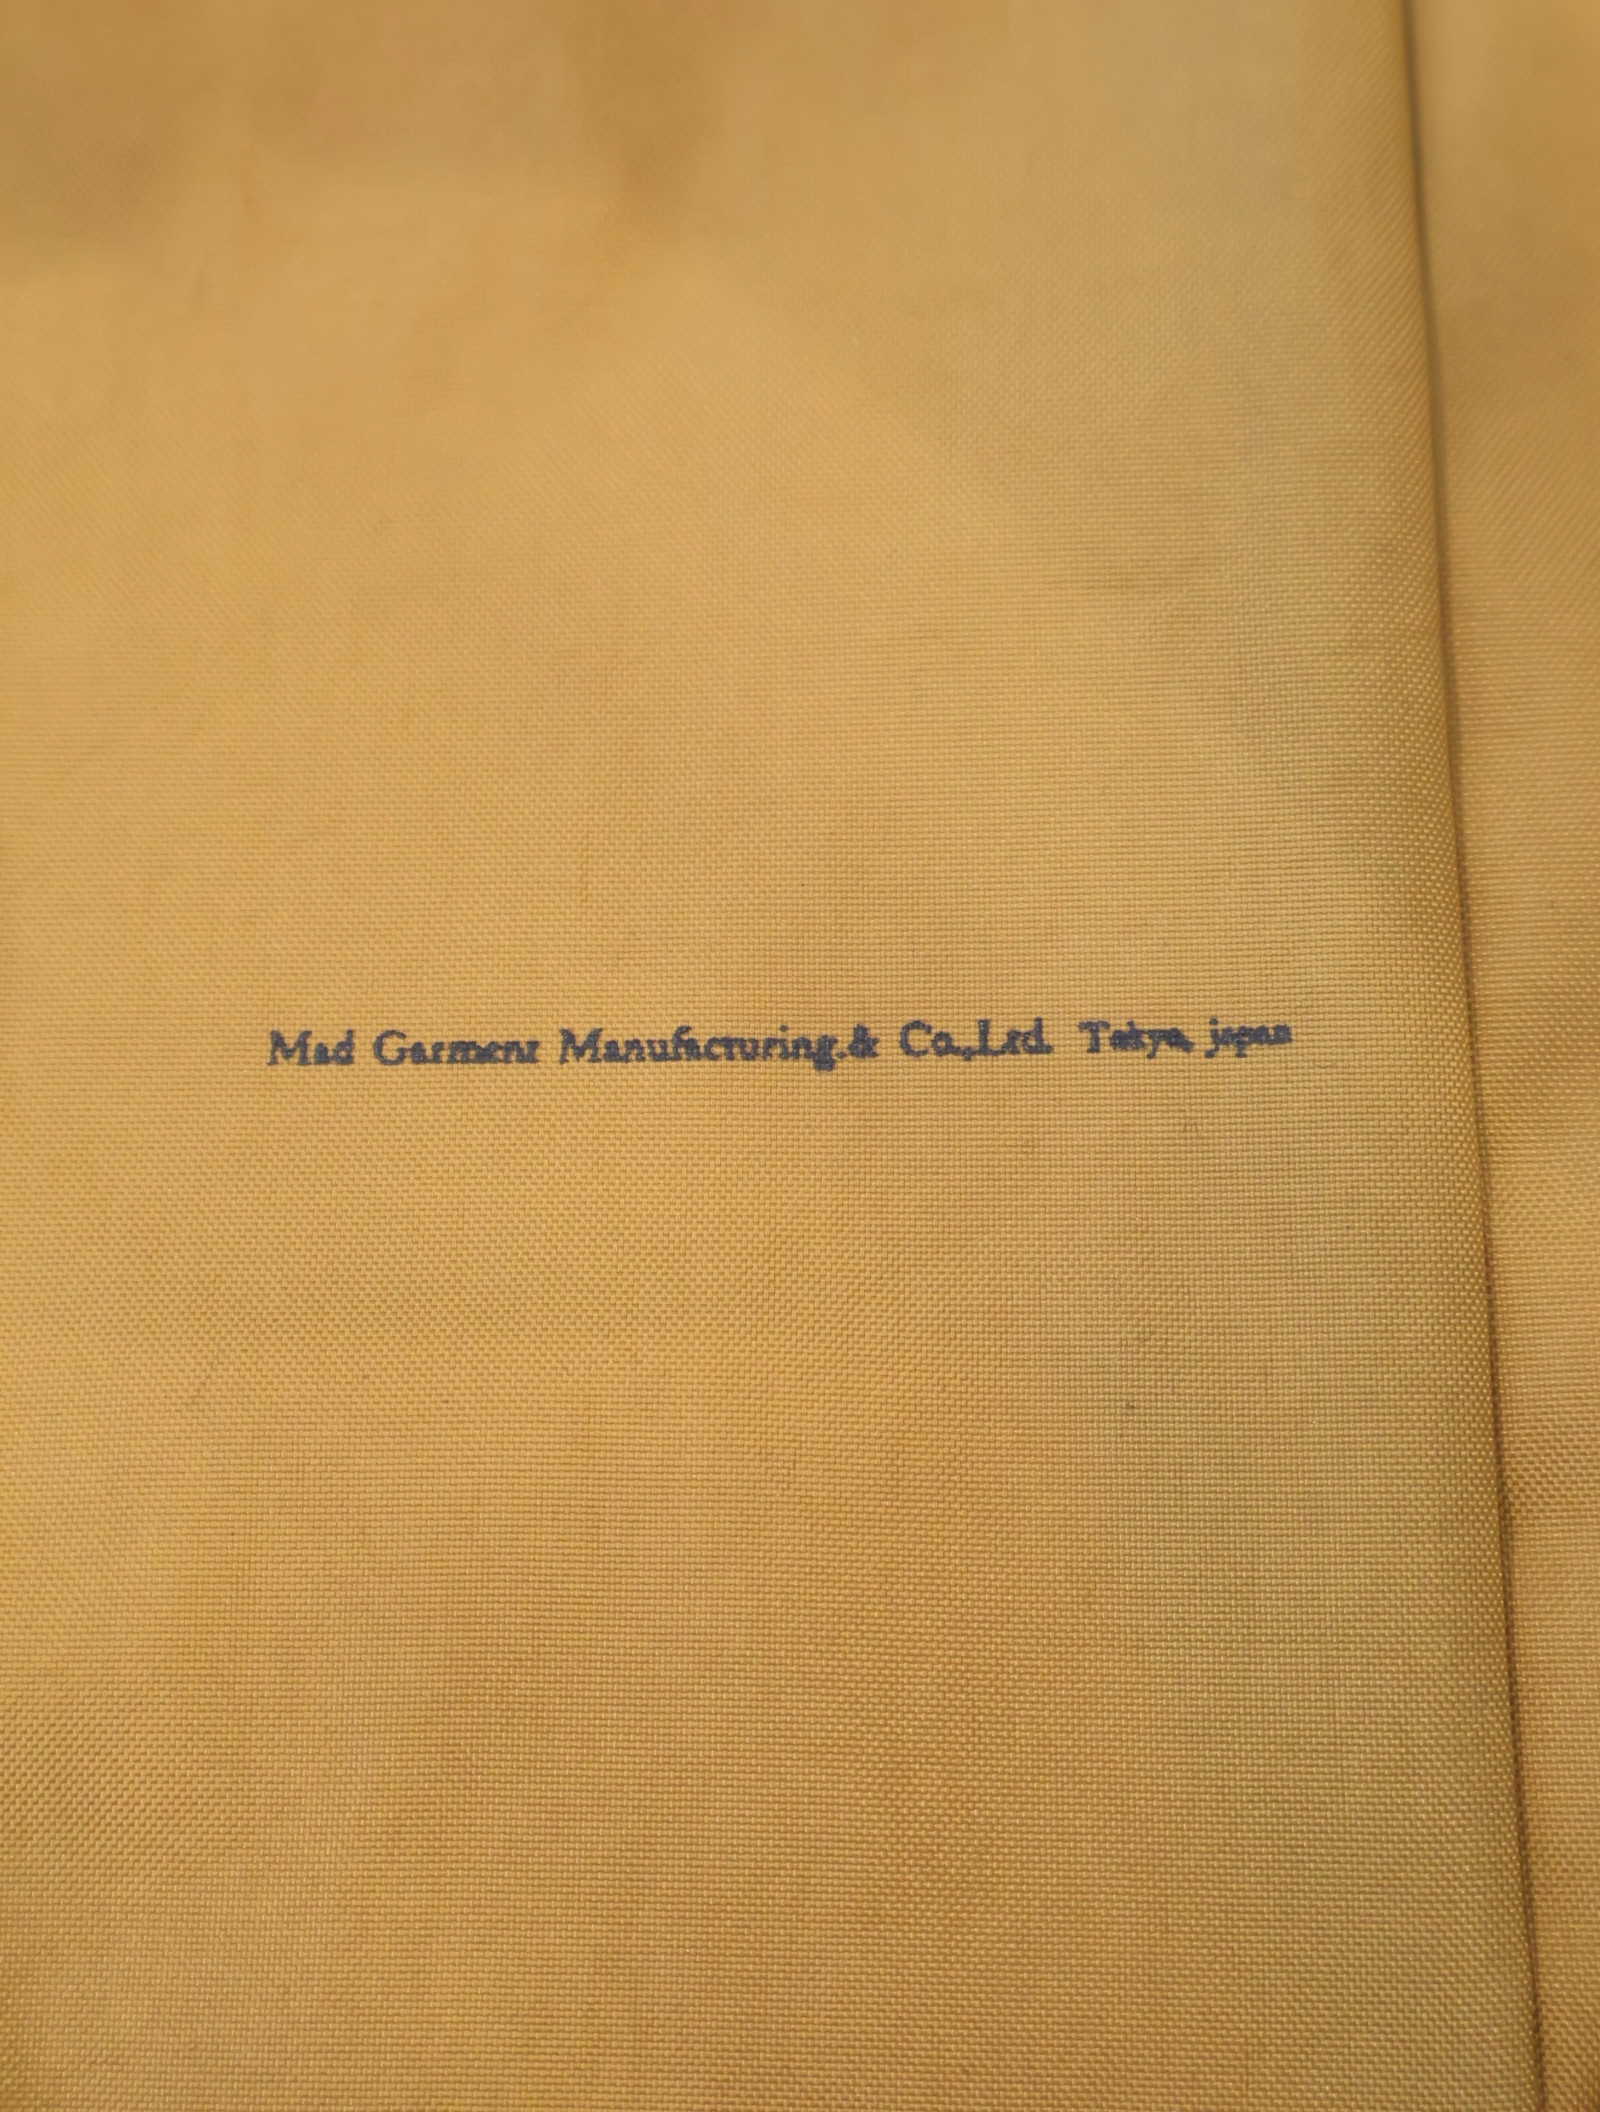 Mad Garment Manufacturing.& Co.,Ltd. Tokyo, japan